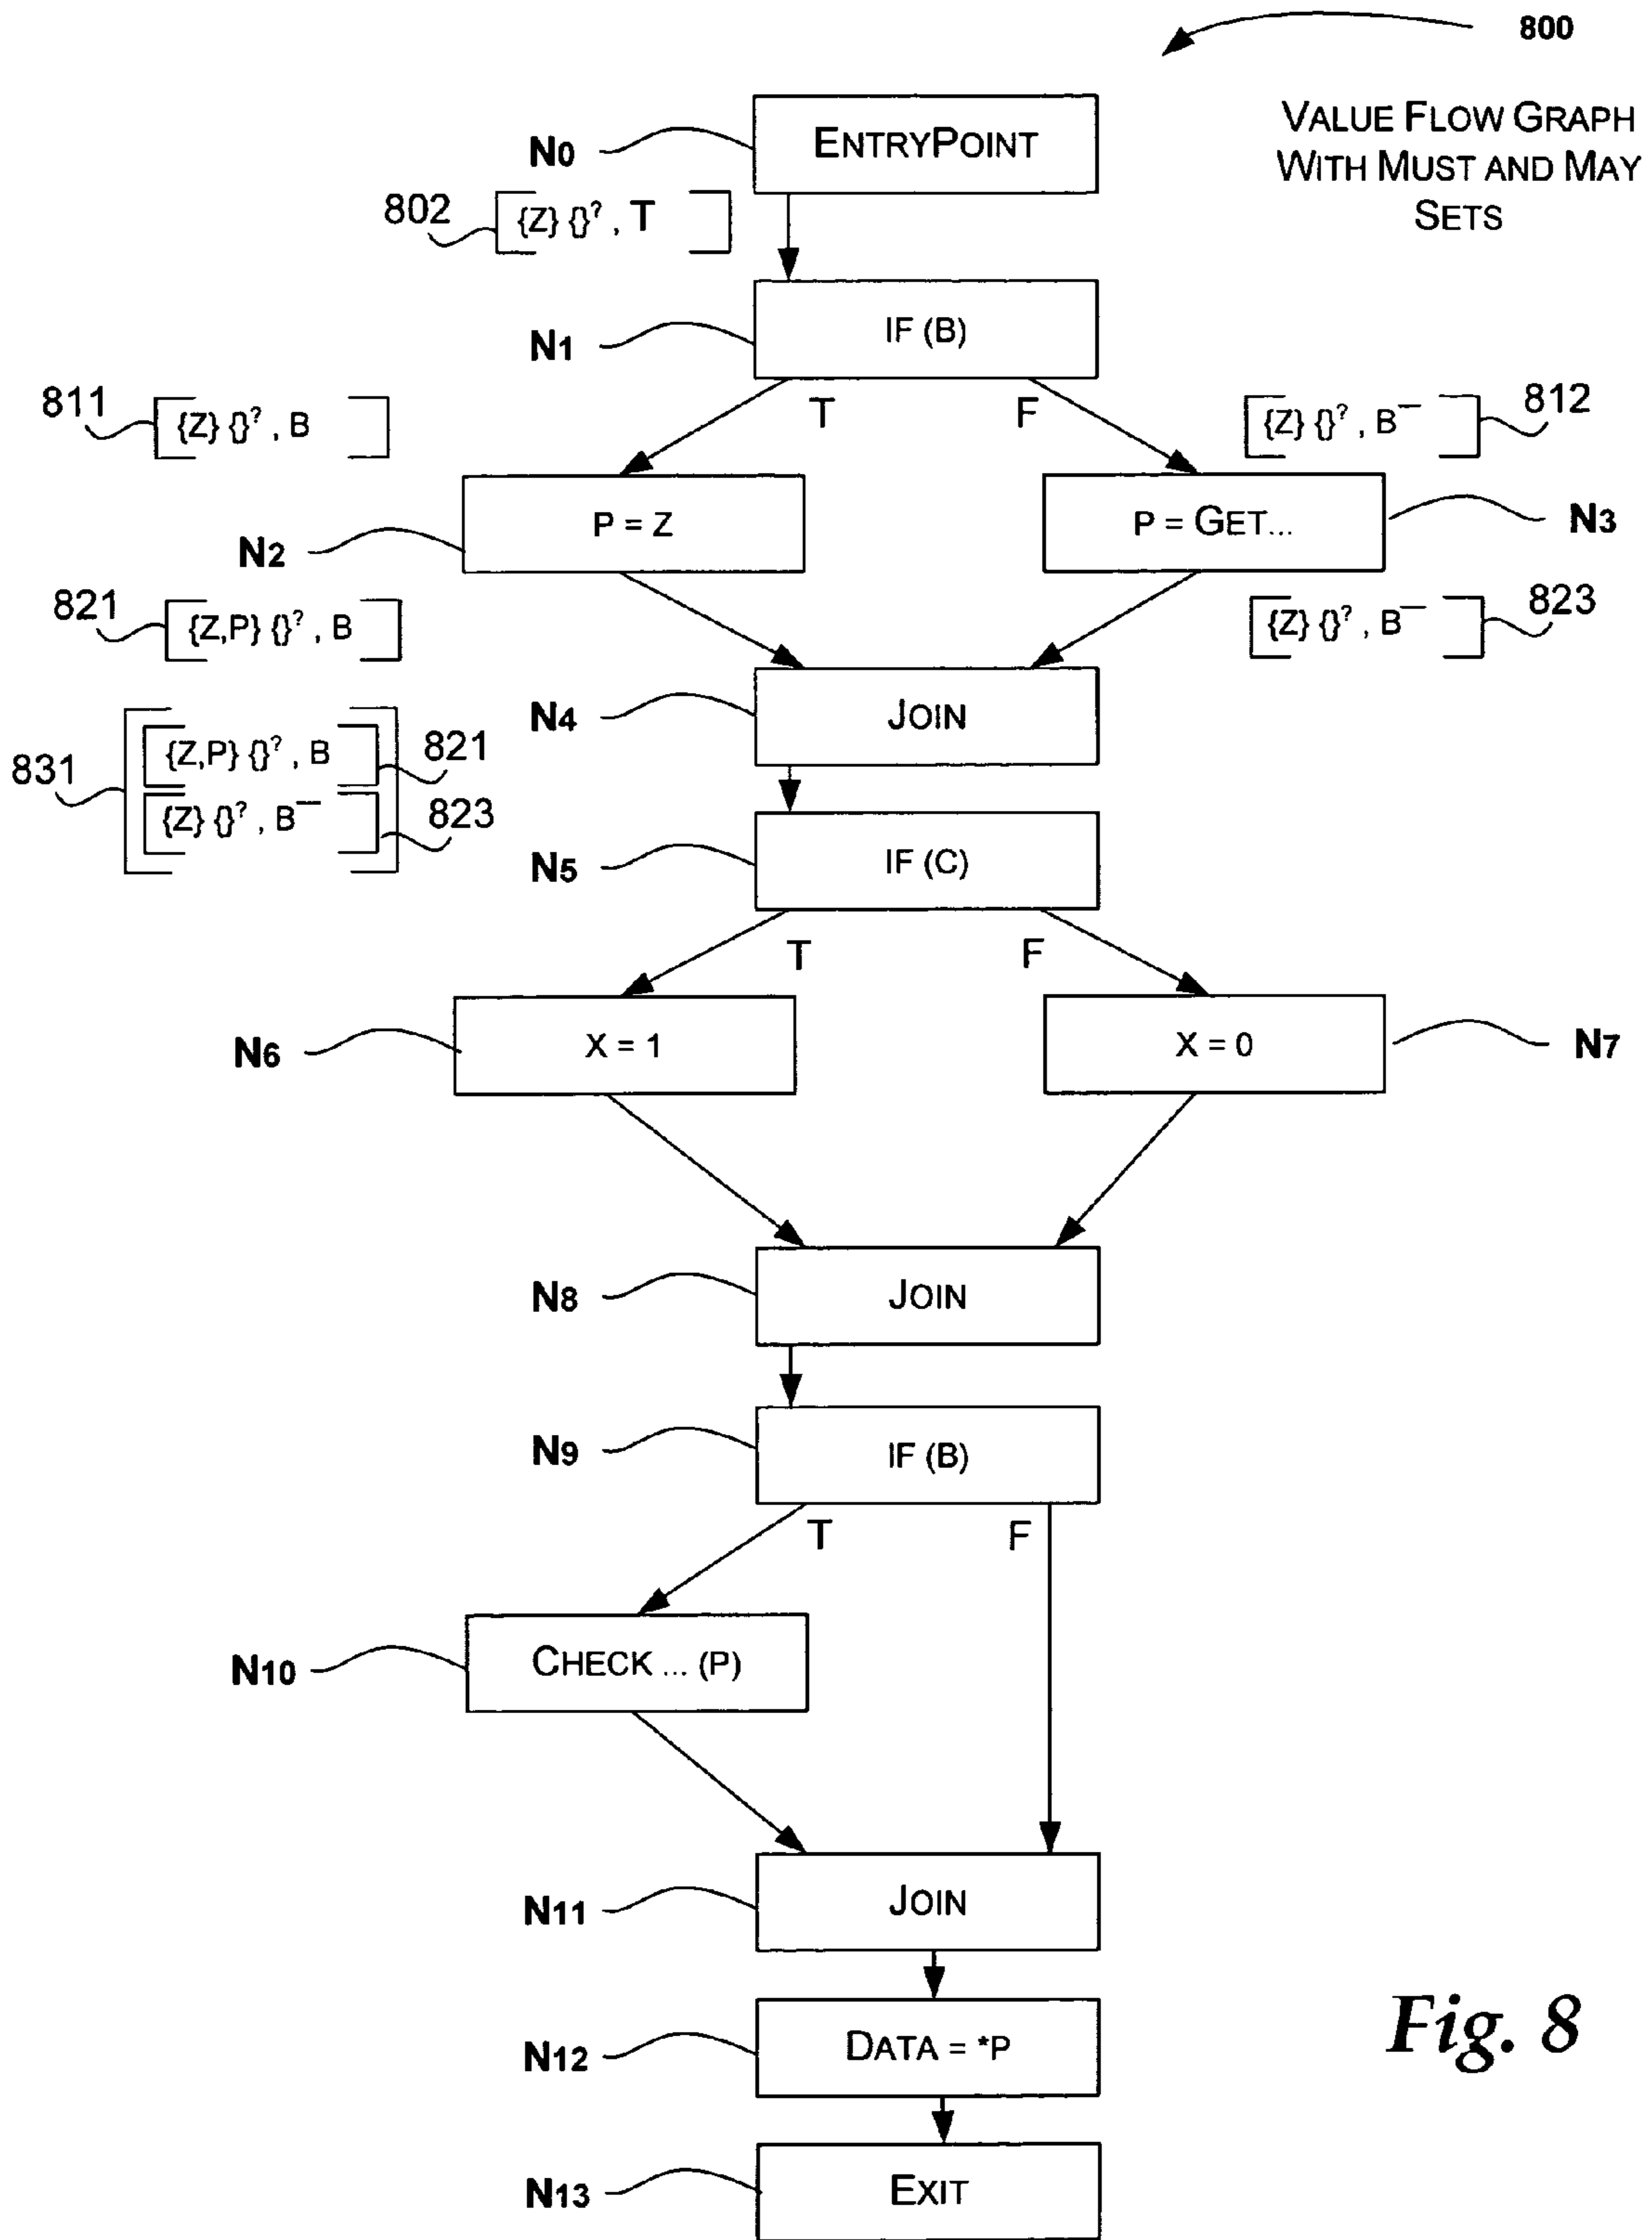 800
VALUE FLOW GRAPH
WITH MUST AND MAY
SETS
N0
ENTRYPOINT
802
[{Z} {}?, T]
N1
IF (B)
811
[{Z} {}?, B]
T
F
[{Z} {}?, B‾]
812
N2
P = Z
P = GET...
N3
821
[{Z,P} {}?, B]
[{Z} {}?, B‾]
823
N4
JOIN
831
[{Z,P} {}?, B]
821
[{Z} {}?, B‾]
823
N5
IF (C)
T
F
N6
X = 1
X = 0
N7
N8
JOIN
N9
IF (B)
T
F
N10
CHECK ... (P)
N11
JOIN
N12
DATA = *P
N13
EXIT
Fig. 8